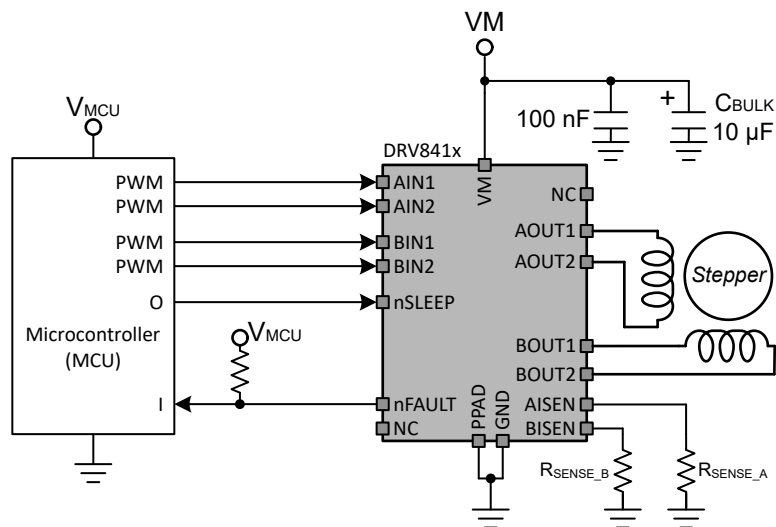 VM
VMCU
100 nF
+
CBULK
10 µF
DRV841x
PWM
PWM
PWM
PWM
O
Microcontroller
(MCU)
I
VMCU
AIN1
AIN2
BIN1
BIN2
nSLEEP
nFAULT
NC
VM
NC
AOUT1
AOUT2
BOUT1
BOUT2
AISEN
BISEN
PPAD
GND
Stepper
RSENSE_B
RSENSE_A